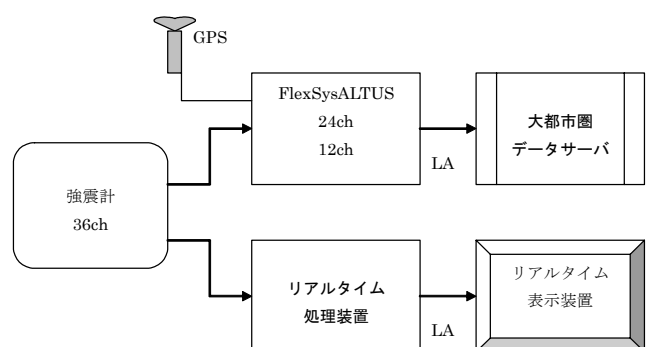 GPS
FlexSysALTUS
24ch
12ch
LA
大都市圏
データサーバ
強震計
36ch
リアルタイム
処理装置
LA
リアルタイム
表示装置